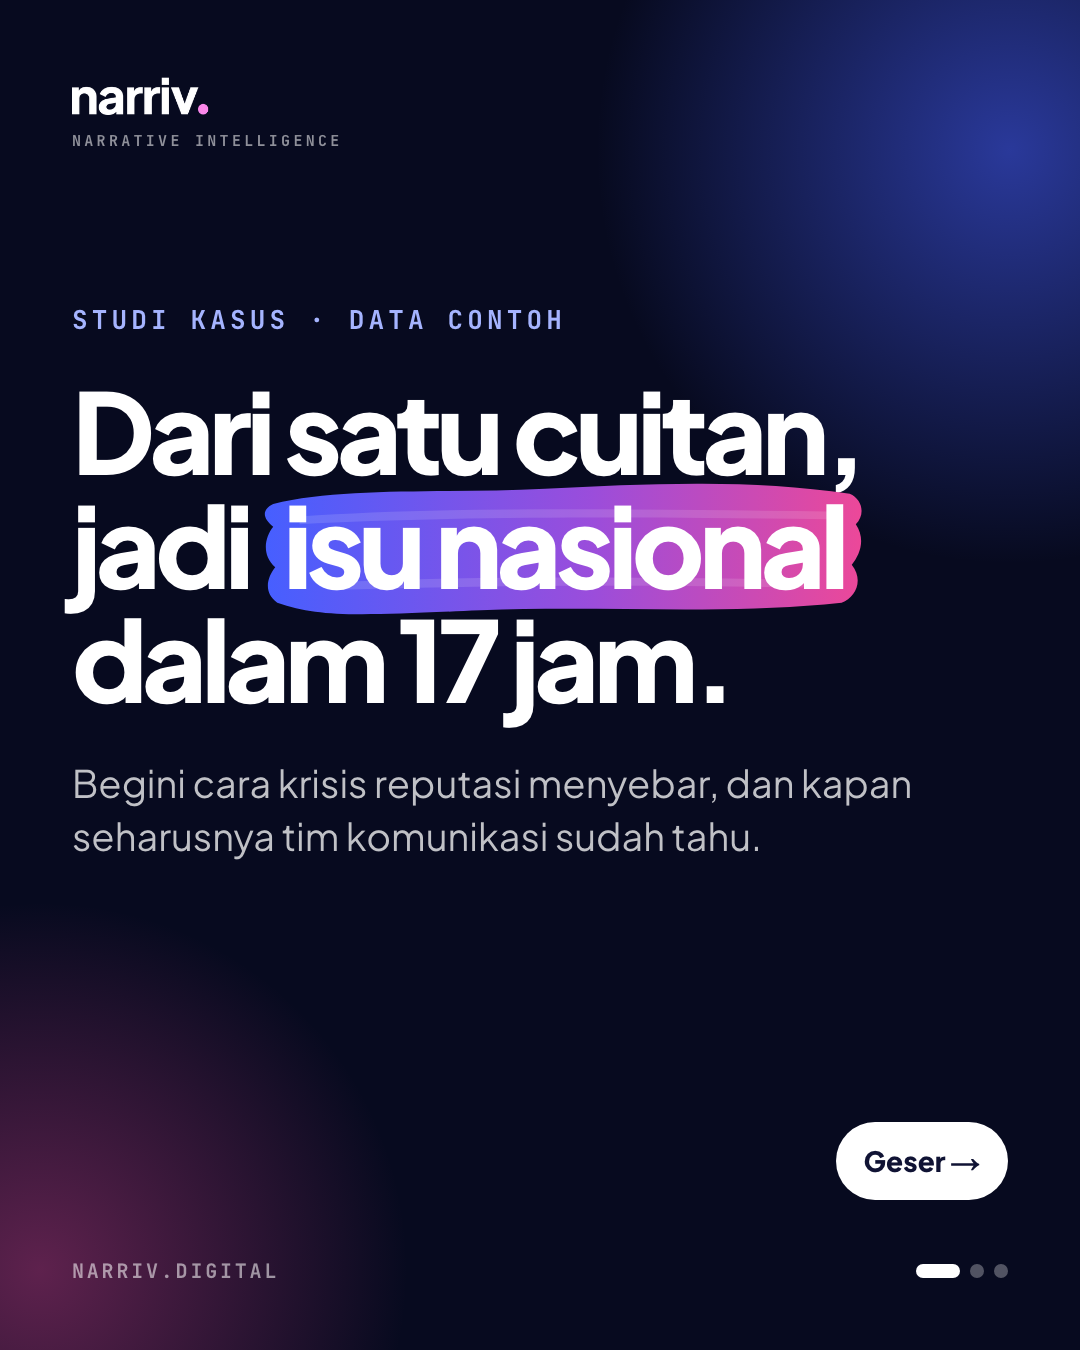 narriv.
NARRATIVE INTELLIGENCE
STUDI KASUS · DATA CONTOH
Dari satu cuitan,
jadi isu nasional
dalam 17 jam.
Begini cara krisis reputasi menyebar, dan kapan
seharusnya tim komunikasi sudah tahu.
Geser →
NARRIV.DIGITAL